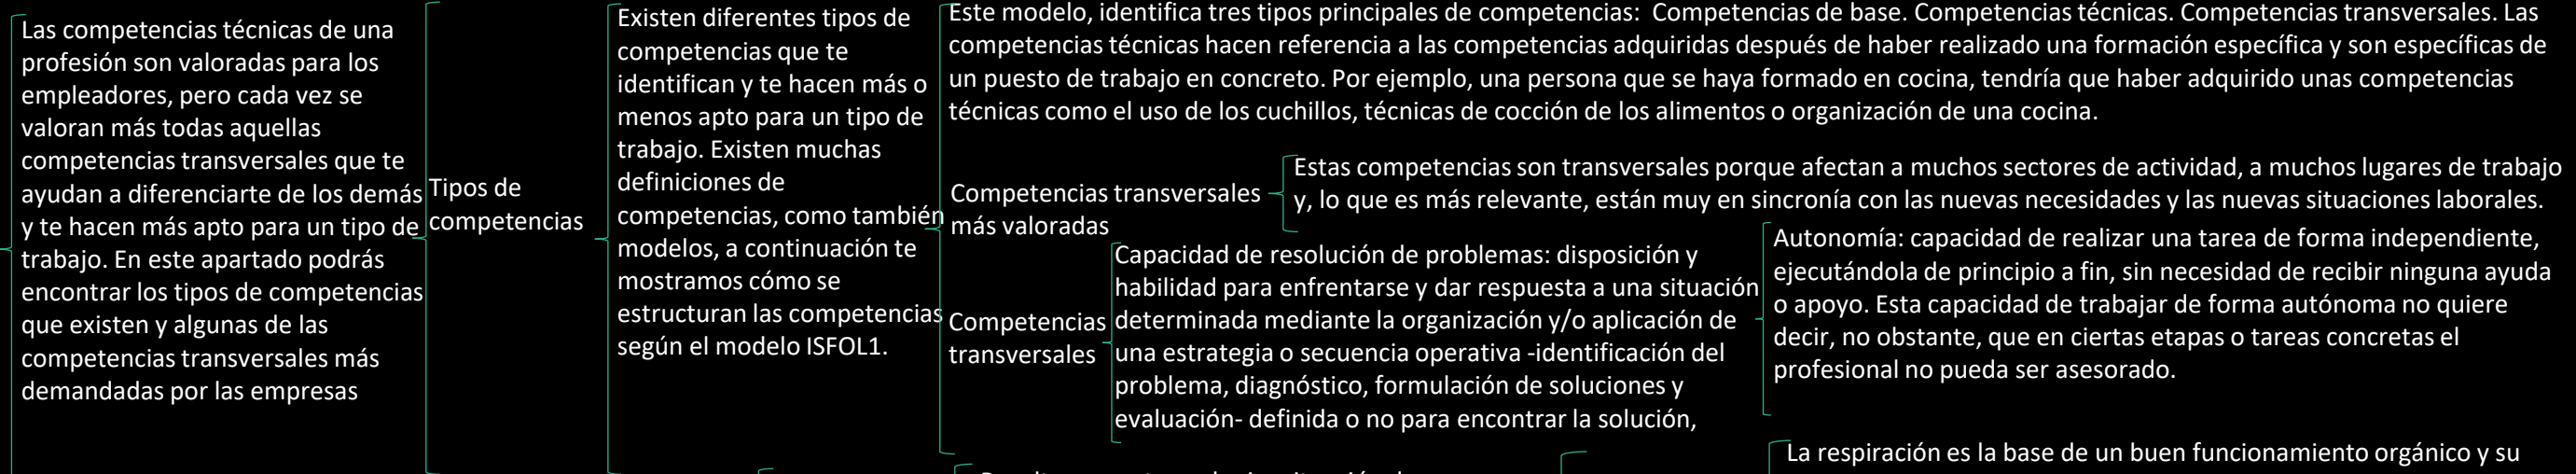 Las competencias técnicas de una
profesión son valoradas para los
empleadores, pero cada vez se
valoran más todas aquellas
competencias transversales que te
ayudan a diferenciarte de los demás
y te hacen más apto para un tipo de
trabajo. En este apartado podrás
encontrar los tipos de competencias
que existen y algunas de las
competencias transversales más
demandadas por las empresas
Tipos de
competencias
Existen diferentes tipos de
competencias que te
identifican y te hacen más o
menos apto para un tipo de
trabajo. Existen muchas
definiciones de
competencias, como también
modelos, a continuación te
mostramos cómo se
estructuran las competencias
según el modelo ISFOL1.
Este modelo, identifica tres tipos principales de competencias: Competencias de base. Competencias técnicas. Competencias transversales. Las
competencias técnicas hacen referencia a las competencias adquiridas después de haber realizado una formación específica y son específicas de
un puesto de trabajo en concreto. Por ejemplo, una persona que se haya formado en cocina, tendría que haber adquirido unas competencias
técnicas como el uso de los cuchillos, técnicas de cocción de los alimentos o organización de una cocina.
Competencias transversales
más valoradas
Estas competencias son transversales porque afectan a muchos sectores de actividad, a muchos lugares de trabajo
y, lo que es más relevante, están muy en sincronía con las nuevas necesidades y las nuevas situaciones laborales.
Competencias
transversales
Capacidad de resolución de problemas: disposición y
habilidad para enfrentarse y dar respuesta a una situación
determinada mediante la organización y/o aplicación de
una estrategia o secuencia operativa -identificación del
problema, diagnóstico, formulación de soluciones y
evaluación- definida o no para encontrar la solución,
Autonomía: capacidad de realizar una tarea de forma independiente,
ejecutándola de principio a fin, sin necesidad de recibir ninguna ayuda
o apoyo. Esta capacidad de trabajar de forma autónoma no quiere
decir, no obstante, que en ciertas etapas o tareas concretas el
profesional no pueda ser asesorado.
La respiración es la base de un buen funcionamiento orgánico y su